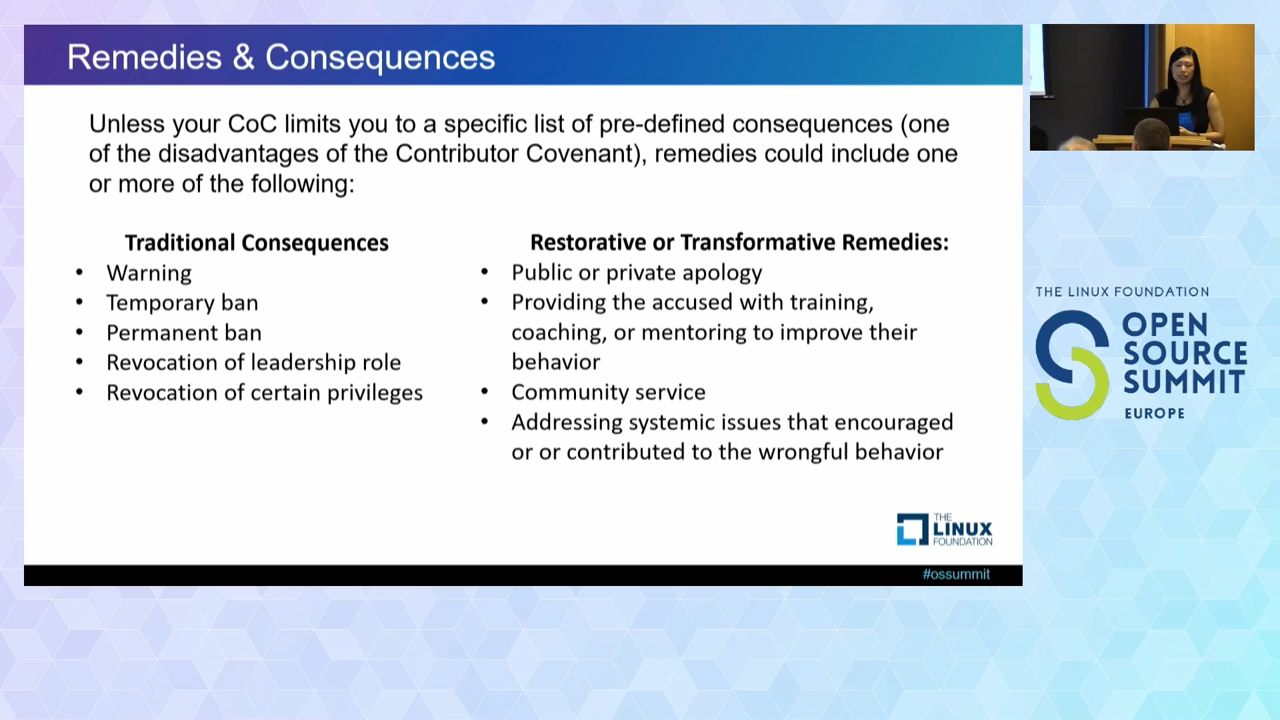 Remedies & Consequences
Unless your CoC limits you to a specific list of pre-defined consequences (one
of the disadvantages of the Contributor Covenant), remedies could include one
or more of the following:
Traditional Consequences
• Warning
• Temporary ban
• Permanent ban
• Revocation of leadership role
• Revocation of certain privileges
Restorative or Transformative Remedies:
• Public or private apology
• Providing the accused with training,
coaching, or mentoring to improve their
behavior
• Community service
• Addressing systemic issues that encouraged
or or contributed to the wrongful behavior
THE
LINUX
FOUNDATION
#ossummit
THE LINUX FOUNDATION
OPEN
SOURCE
SUMMIT
EUROPE